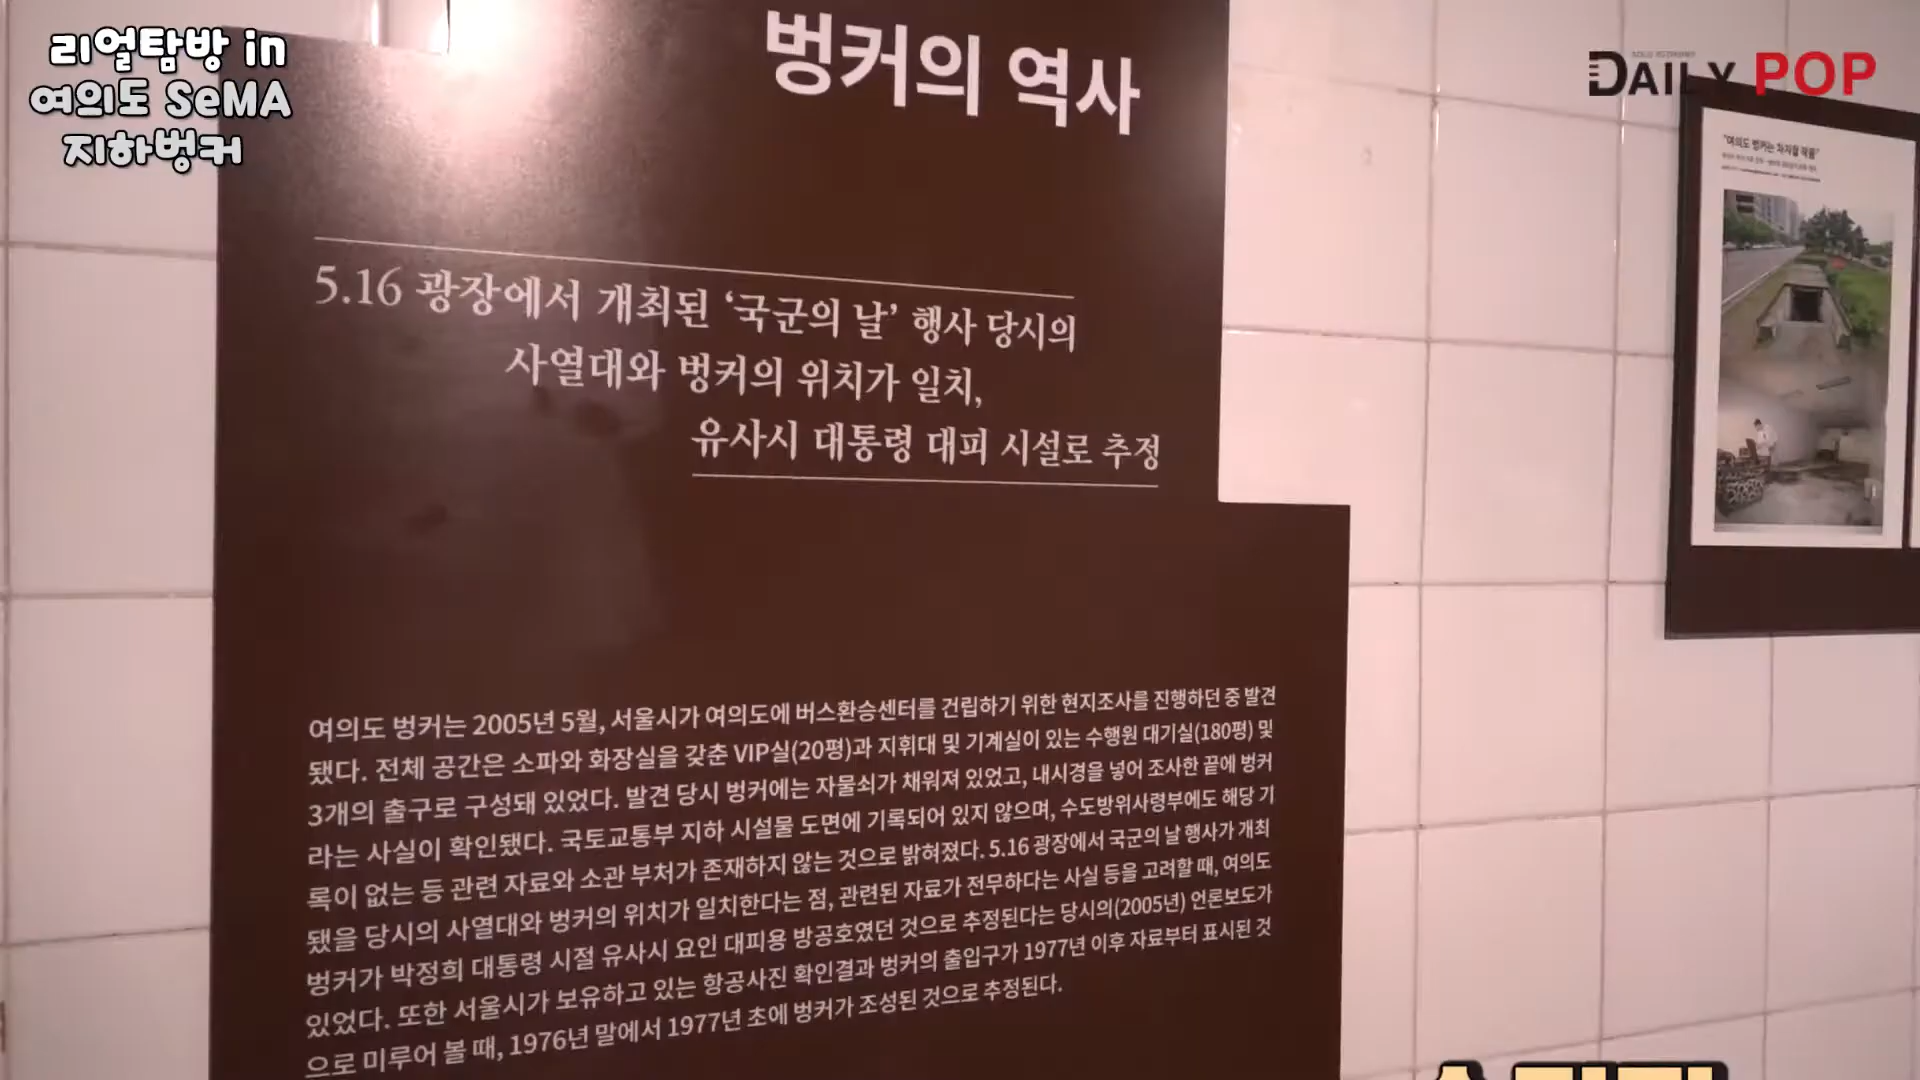 리얼탐방 in
여의도 SeMA
지하벙커
DAILY POP
벙커의 역사
5.16 광장에서 개최된 ‘국군의 날’ 행사 당시의
사열대와 벙커의 위치가 일치,
유사시 대통령 대피 시설로 추정
"여의도 벙커는 차지철 작품"
여의도 벙커는 2005년 5월, 서울시가 여의도에 버스환승센터를 건립하기 위한 현지조사를 진행하던 중 발견
됐다. 전체 공간은 소파와 화장실을 갖춘 VIP실(20평)과 지휘대 및 기계실이 있는 수행원 대기실(180평) 및
3개의 출구로 구성돼 있었다. 발견 당시 벙커에는 자물쇠가 채워져 있었고, 내시경을 넣어 조사한 끝에 벙커
라는 사실이 확인됐다. 국토교통부 지하 시설물 도면에 기록되어 있지 않으며, 수도방위사령부에도 해당 기
록이 없는 등 관련 자료와 소관 부처가 존재하지 않는 것으로 밝혀졌다. 5.16 광장에서 국군의 날 행사가 개최
됐을 당시의 사열대와 벙커의 위치가 일치한다는 점, 관련된 자료가 전무하다는 사실 등을 고려할 때, 여의도
벙커가 박정희 대통령 시절 유사시 요인 대피용 방공호였던 것으로 추정된다는 당시의(2005년) 언론보도가
있었다. 또한 서울시가 보유하고 있는 항공사진 확인결과 벙커의 출입구가 1977년 이후 자료부터 표시된 것
으로 미루어 볼 때, 1976년 말에서 1977년 초에 벙커가 조성된 것으로 추정된다.